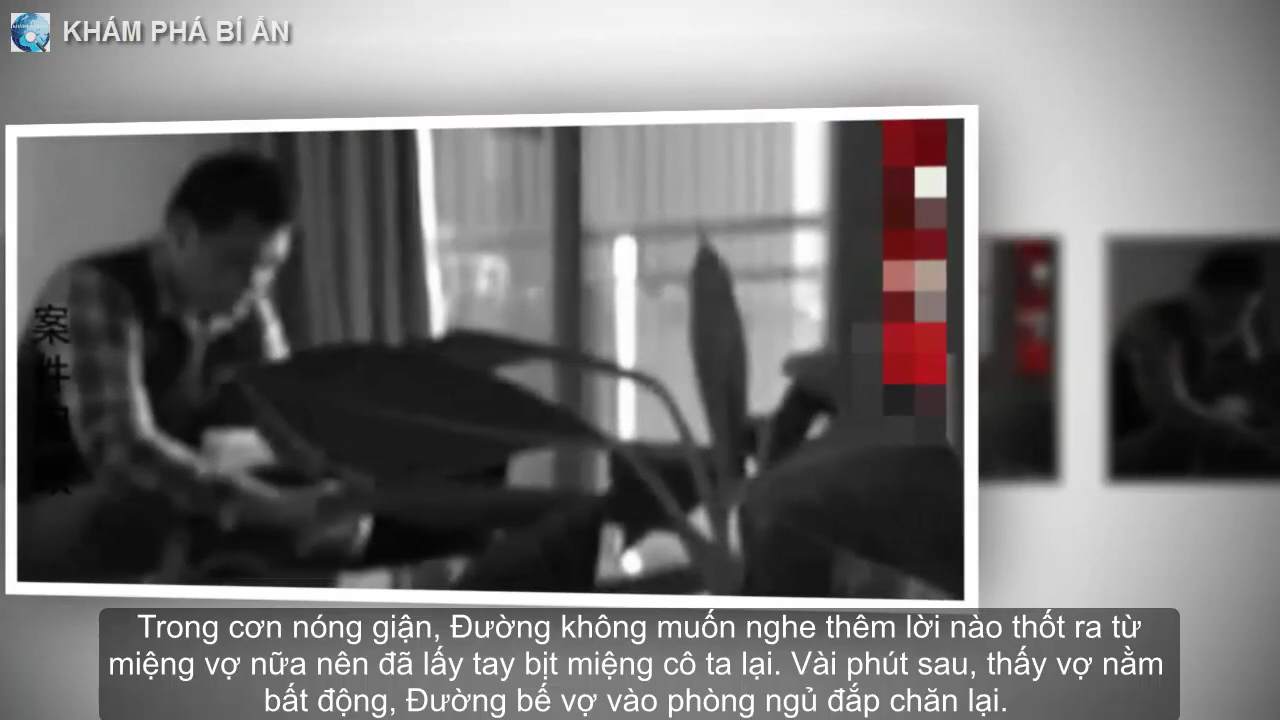 KHÁM PHÁ BÍ ẨN
案件
Trong cơn nóng giận, Đường không muốn nghe thêm lời nào thốt ra từ
miệng vợ nữa nên đã lấy tay bịt miệng cô ta lại. Vài phút sau, thấy vợ nằm
bất động, Đường bế vợ vào phòng ngủ đắp chăn lại.